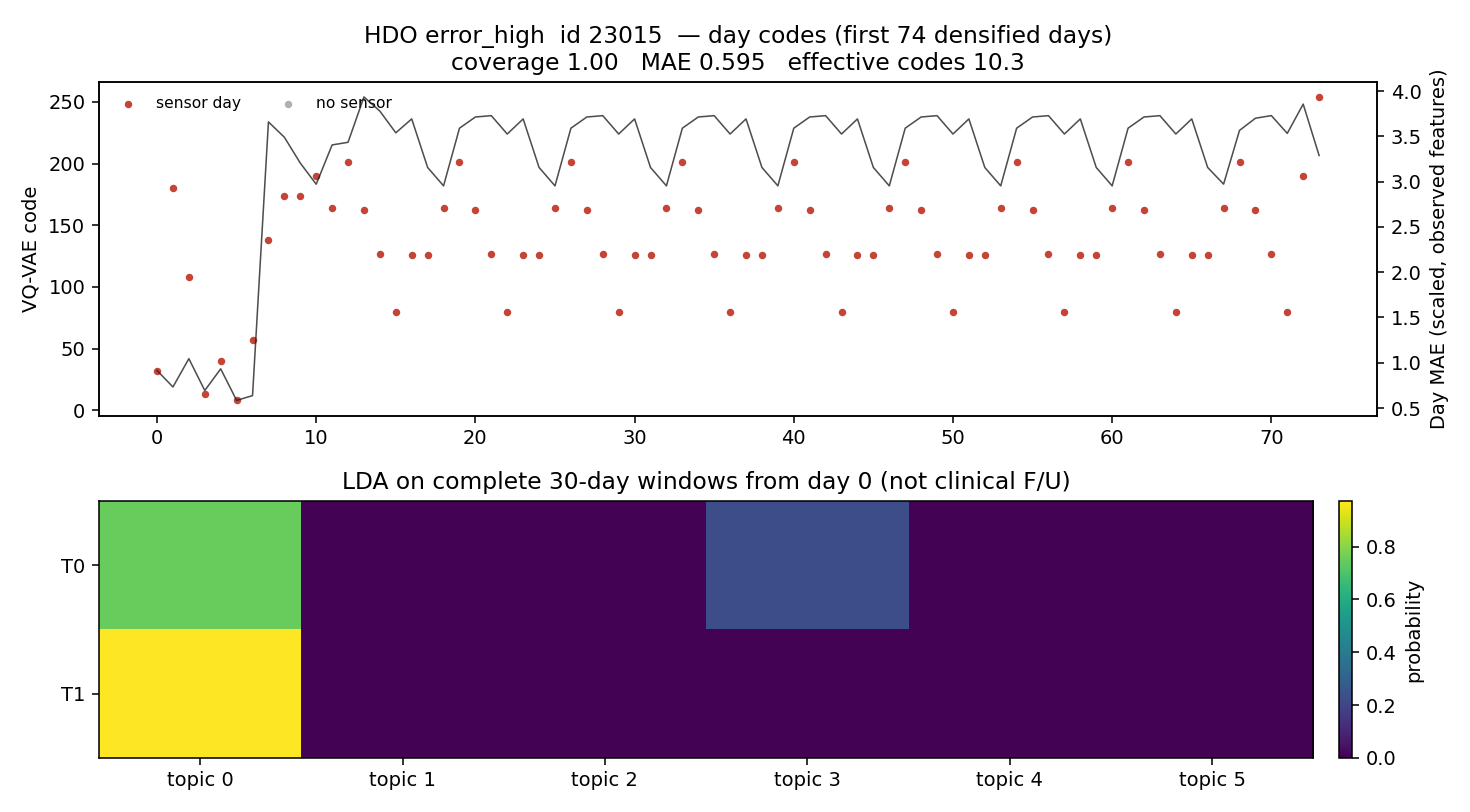 HDO error_high  id 23015  — day codes (first 74 densified days)
coverage 1.00   MAE 0.595   effective codes 10.3
sensor day
no sensor
VQ-VAE code
250
200
150
100
50
0
4.0
3.5
3.0
2.5
2.0
1.5
1.0
0.5
Day MAE (scaled, observed features)
0
10
20
30
40
50
60
70
LDA on complete 30-day windows from day 0 (not clinical F/U)
T0
T1
topic 0
topic 1
topic 2
topic 3
topic 4
topic 5
0.8
0.6
0.4
0.2
0.0
probability